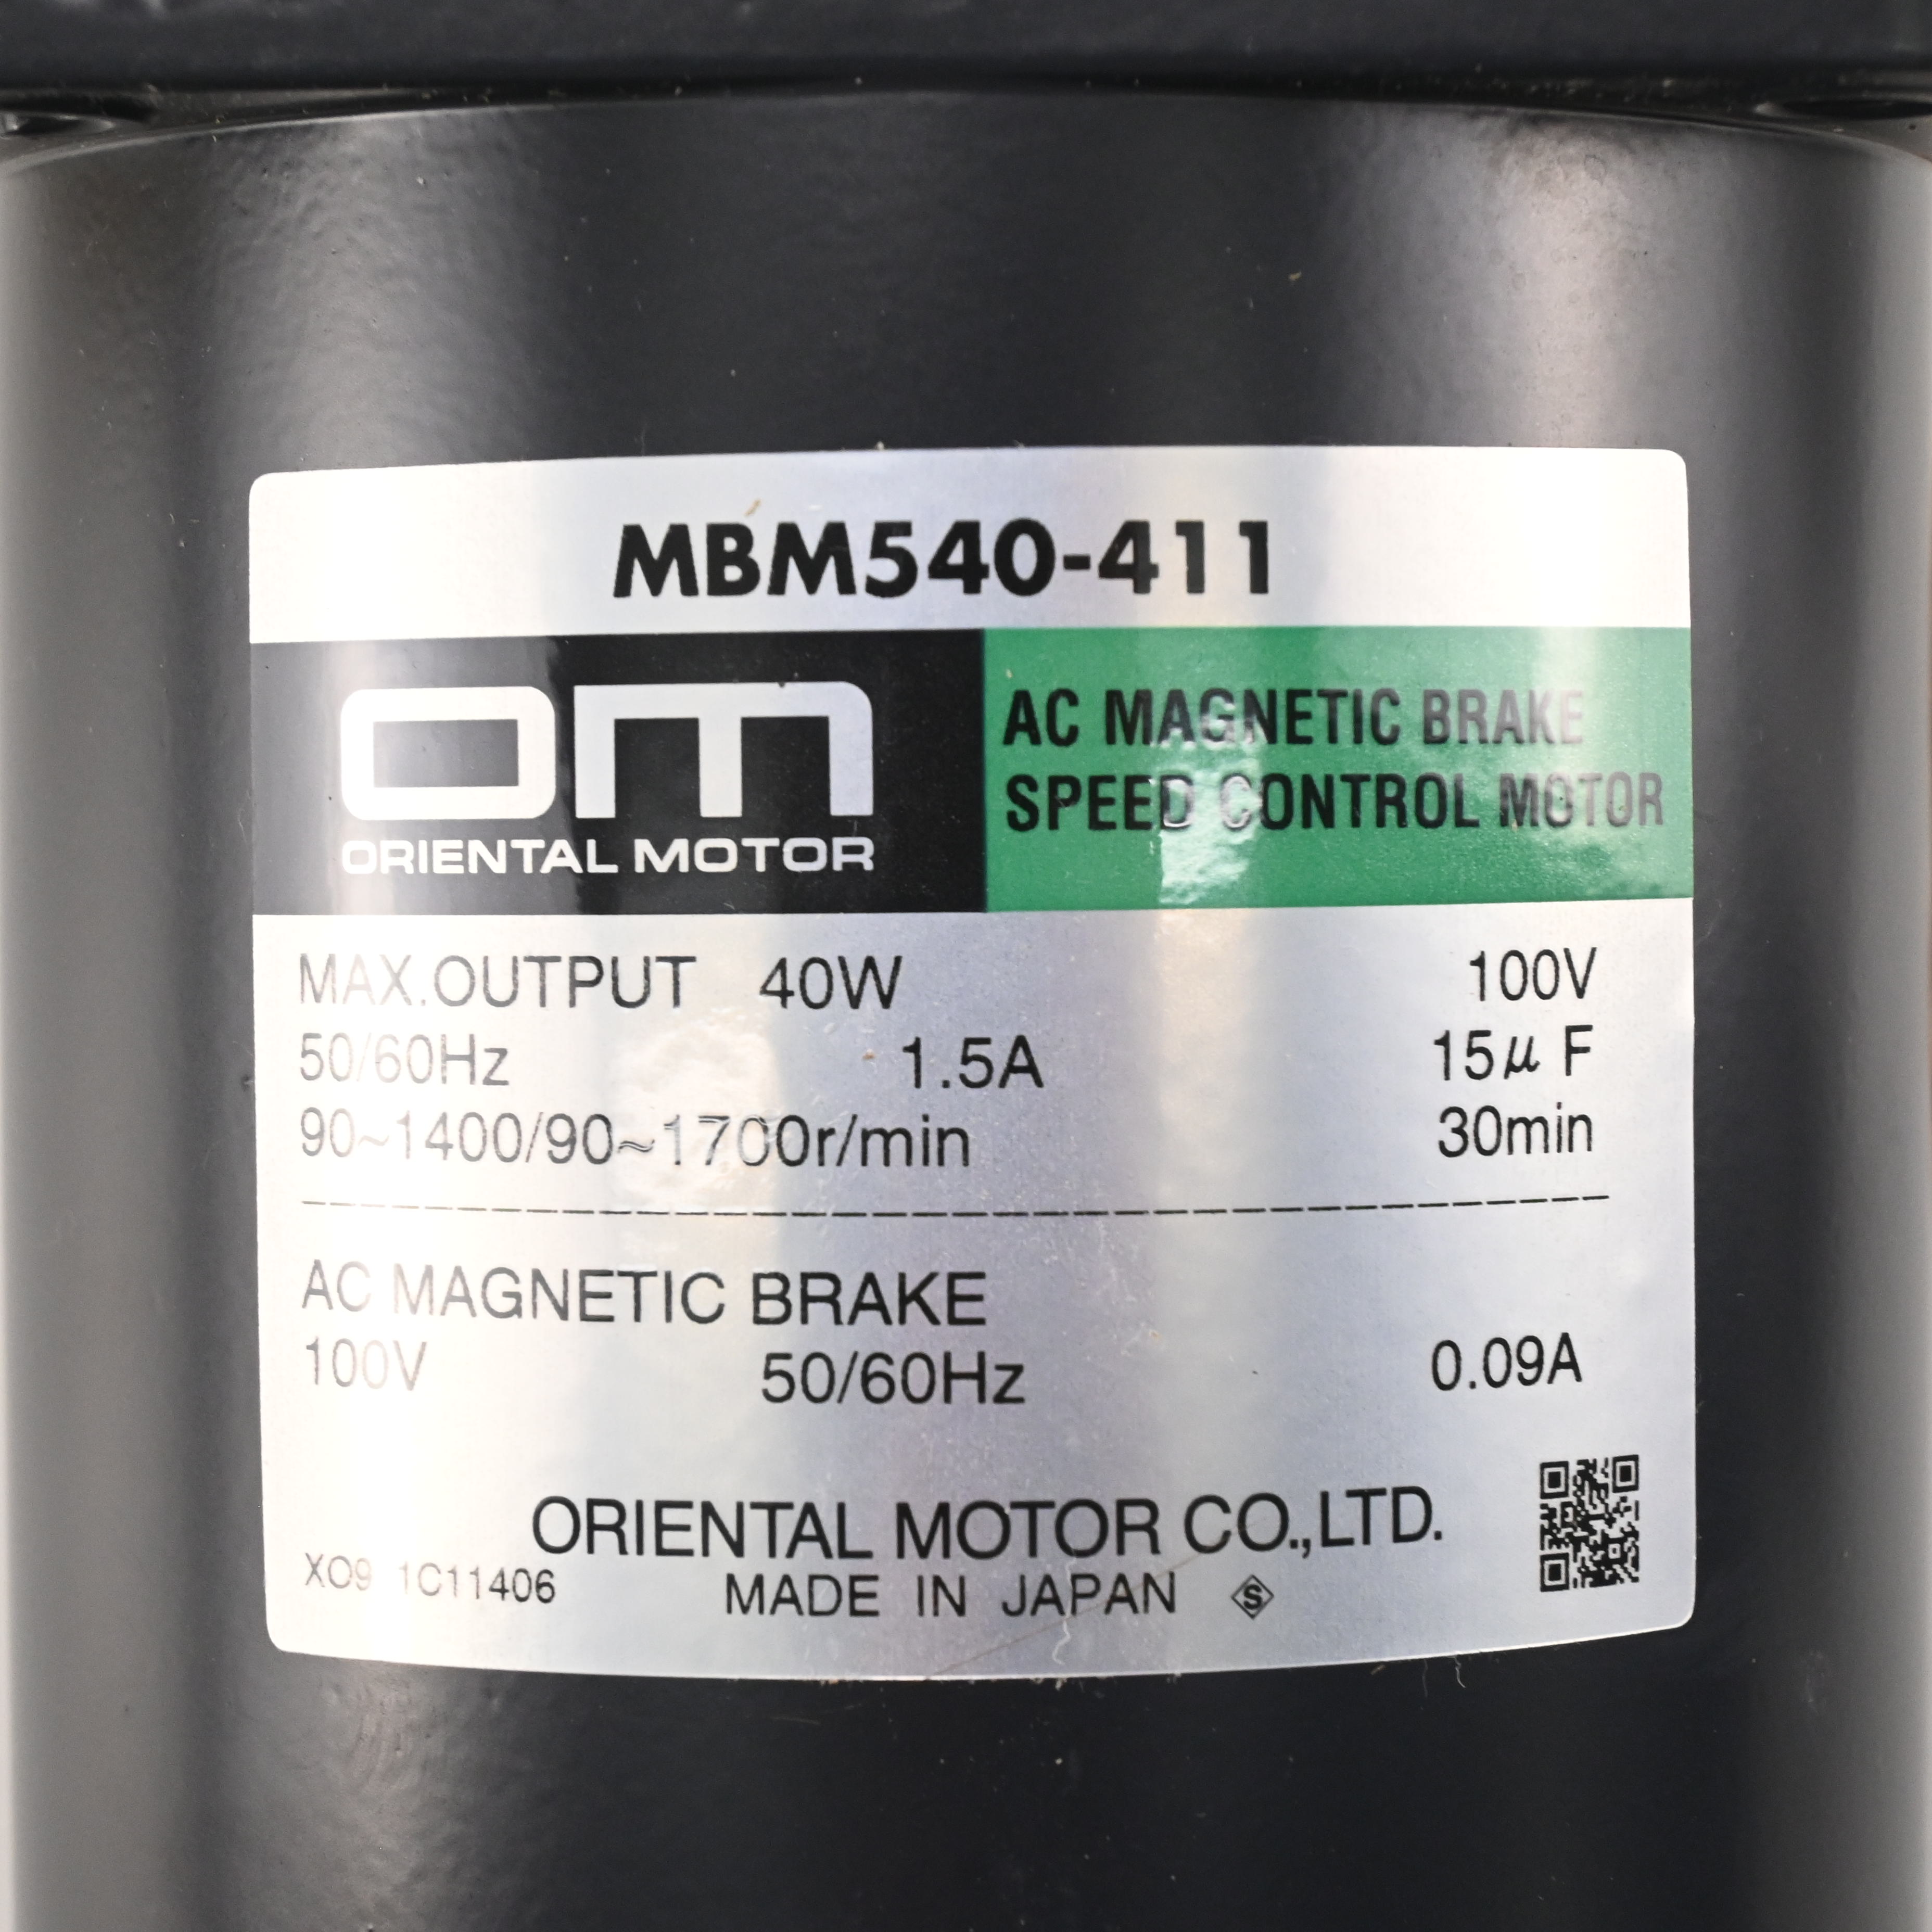 MBM540-411
om
ORIENTAL MOTOR
AC MAGNETIC BRAKE
SPEED CONTROL MOTOR
MAX.OUTPUT 40W 100V
50/60Hz 1.5A 15μF
90~1400/90~1700r/min 30min
AC MAGNETIC BRAKE
100V 50/60Hz 0.09A
ORIENTAL MOTOR CO.,LTD.
1C11406 MADE IN JAPAN S